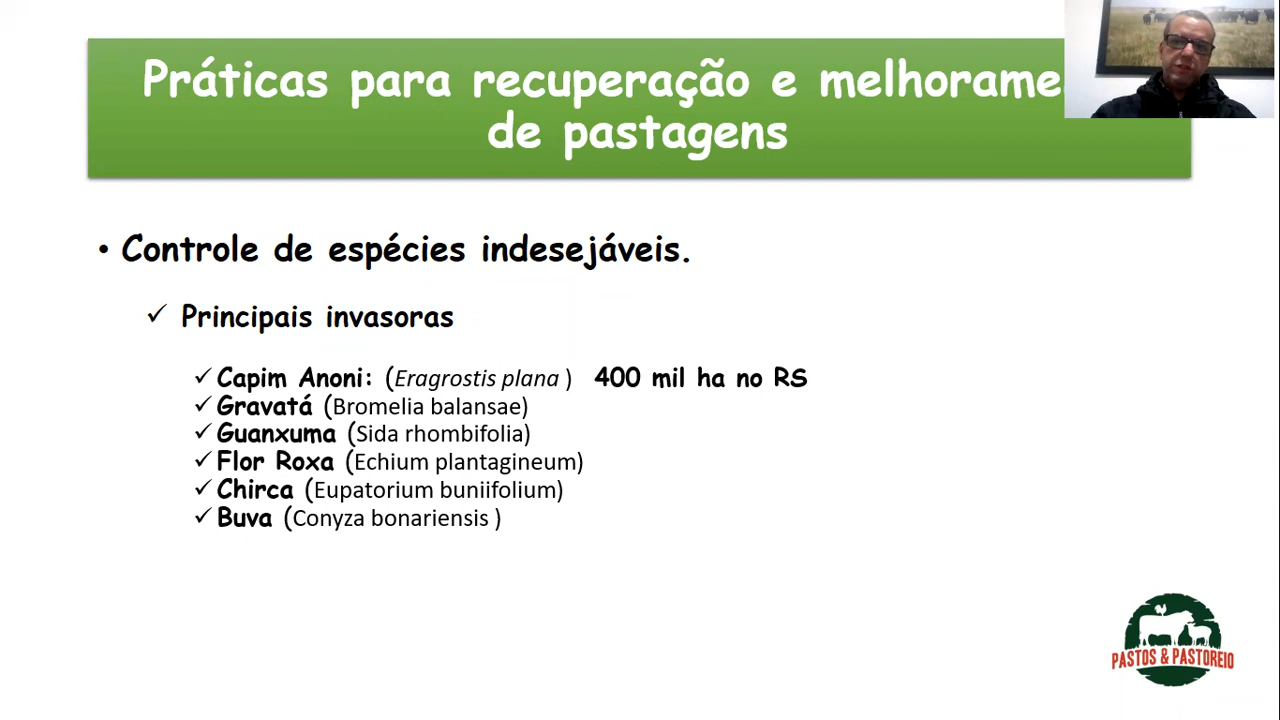 Práticas para recuperação e
de pastagens
• Controle de espécies indesejáveis.
✓ Principais invasoras
✓ Capim Anoni: (Eragrostis plana ) 400 mil ha no RS
✓ Gravatá (Bromelia balansae)
✓ Guanxuma (Sida rhombifolia)
✓ Flor Roxa (Echium plantagineum)
✓ Chirca (Eupatorium buniifolium)
✓ Buva (Conyza bonariensis )
PASTOS & PASTOREIO